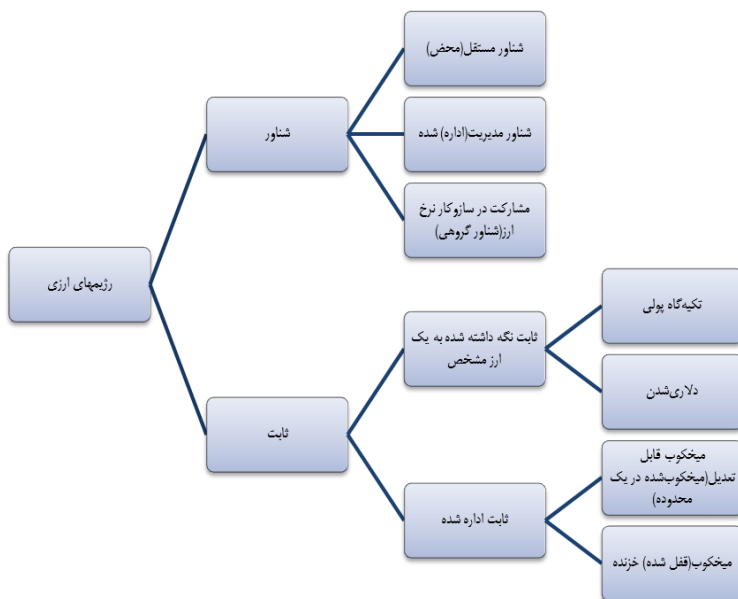 رژیمهای ارزی
شناور
شناور مستقل(محض)
شناور مدیریت(اداره) شده
مشارکت در سازوکار نرخ
ارز(شناور گروهی)
ثابت
ثابت نگه داشته شده به یک
ارز مشخص
تکیه‌گاه پولی
دلاری‌شدن
ثابت اداره شده
میخکوب قابل
تعدیل(میخکوب‌شده در یک
محدوده)
میخکوب(قفل شده) خزنده